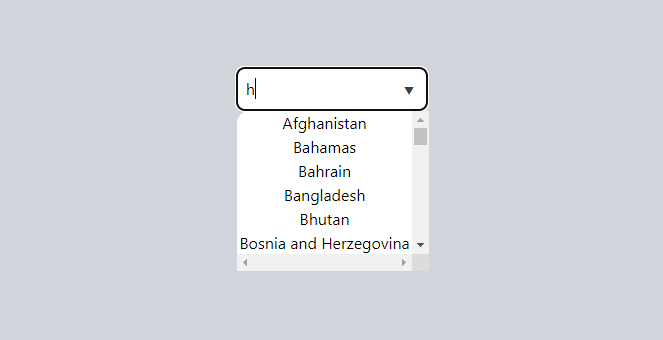 h
Afghanistan
Bahamas
Bahrain
Bangladesh
Bhutan
Bosnia and Herzegovina